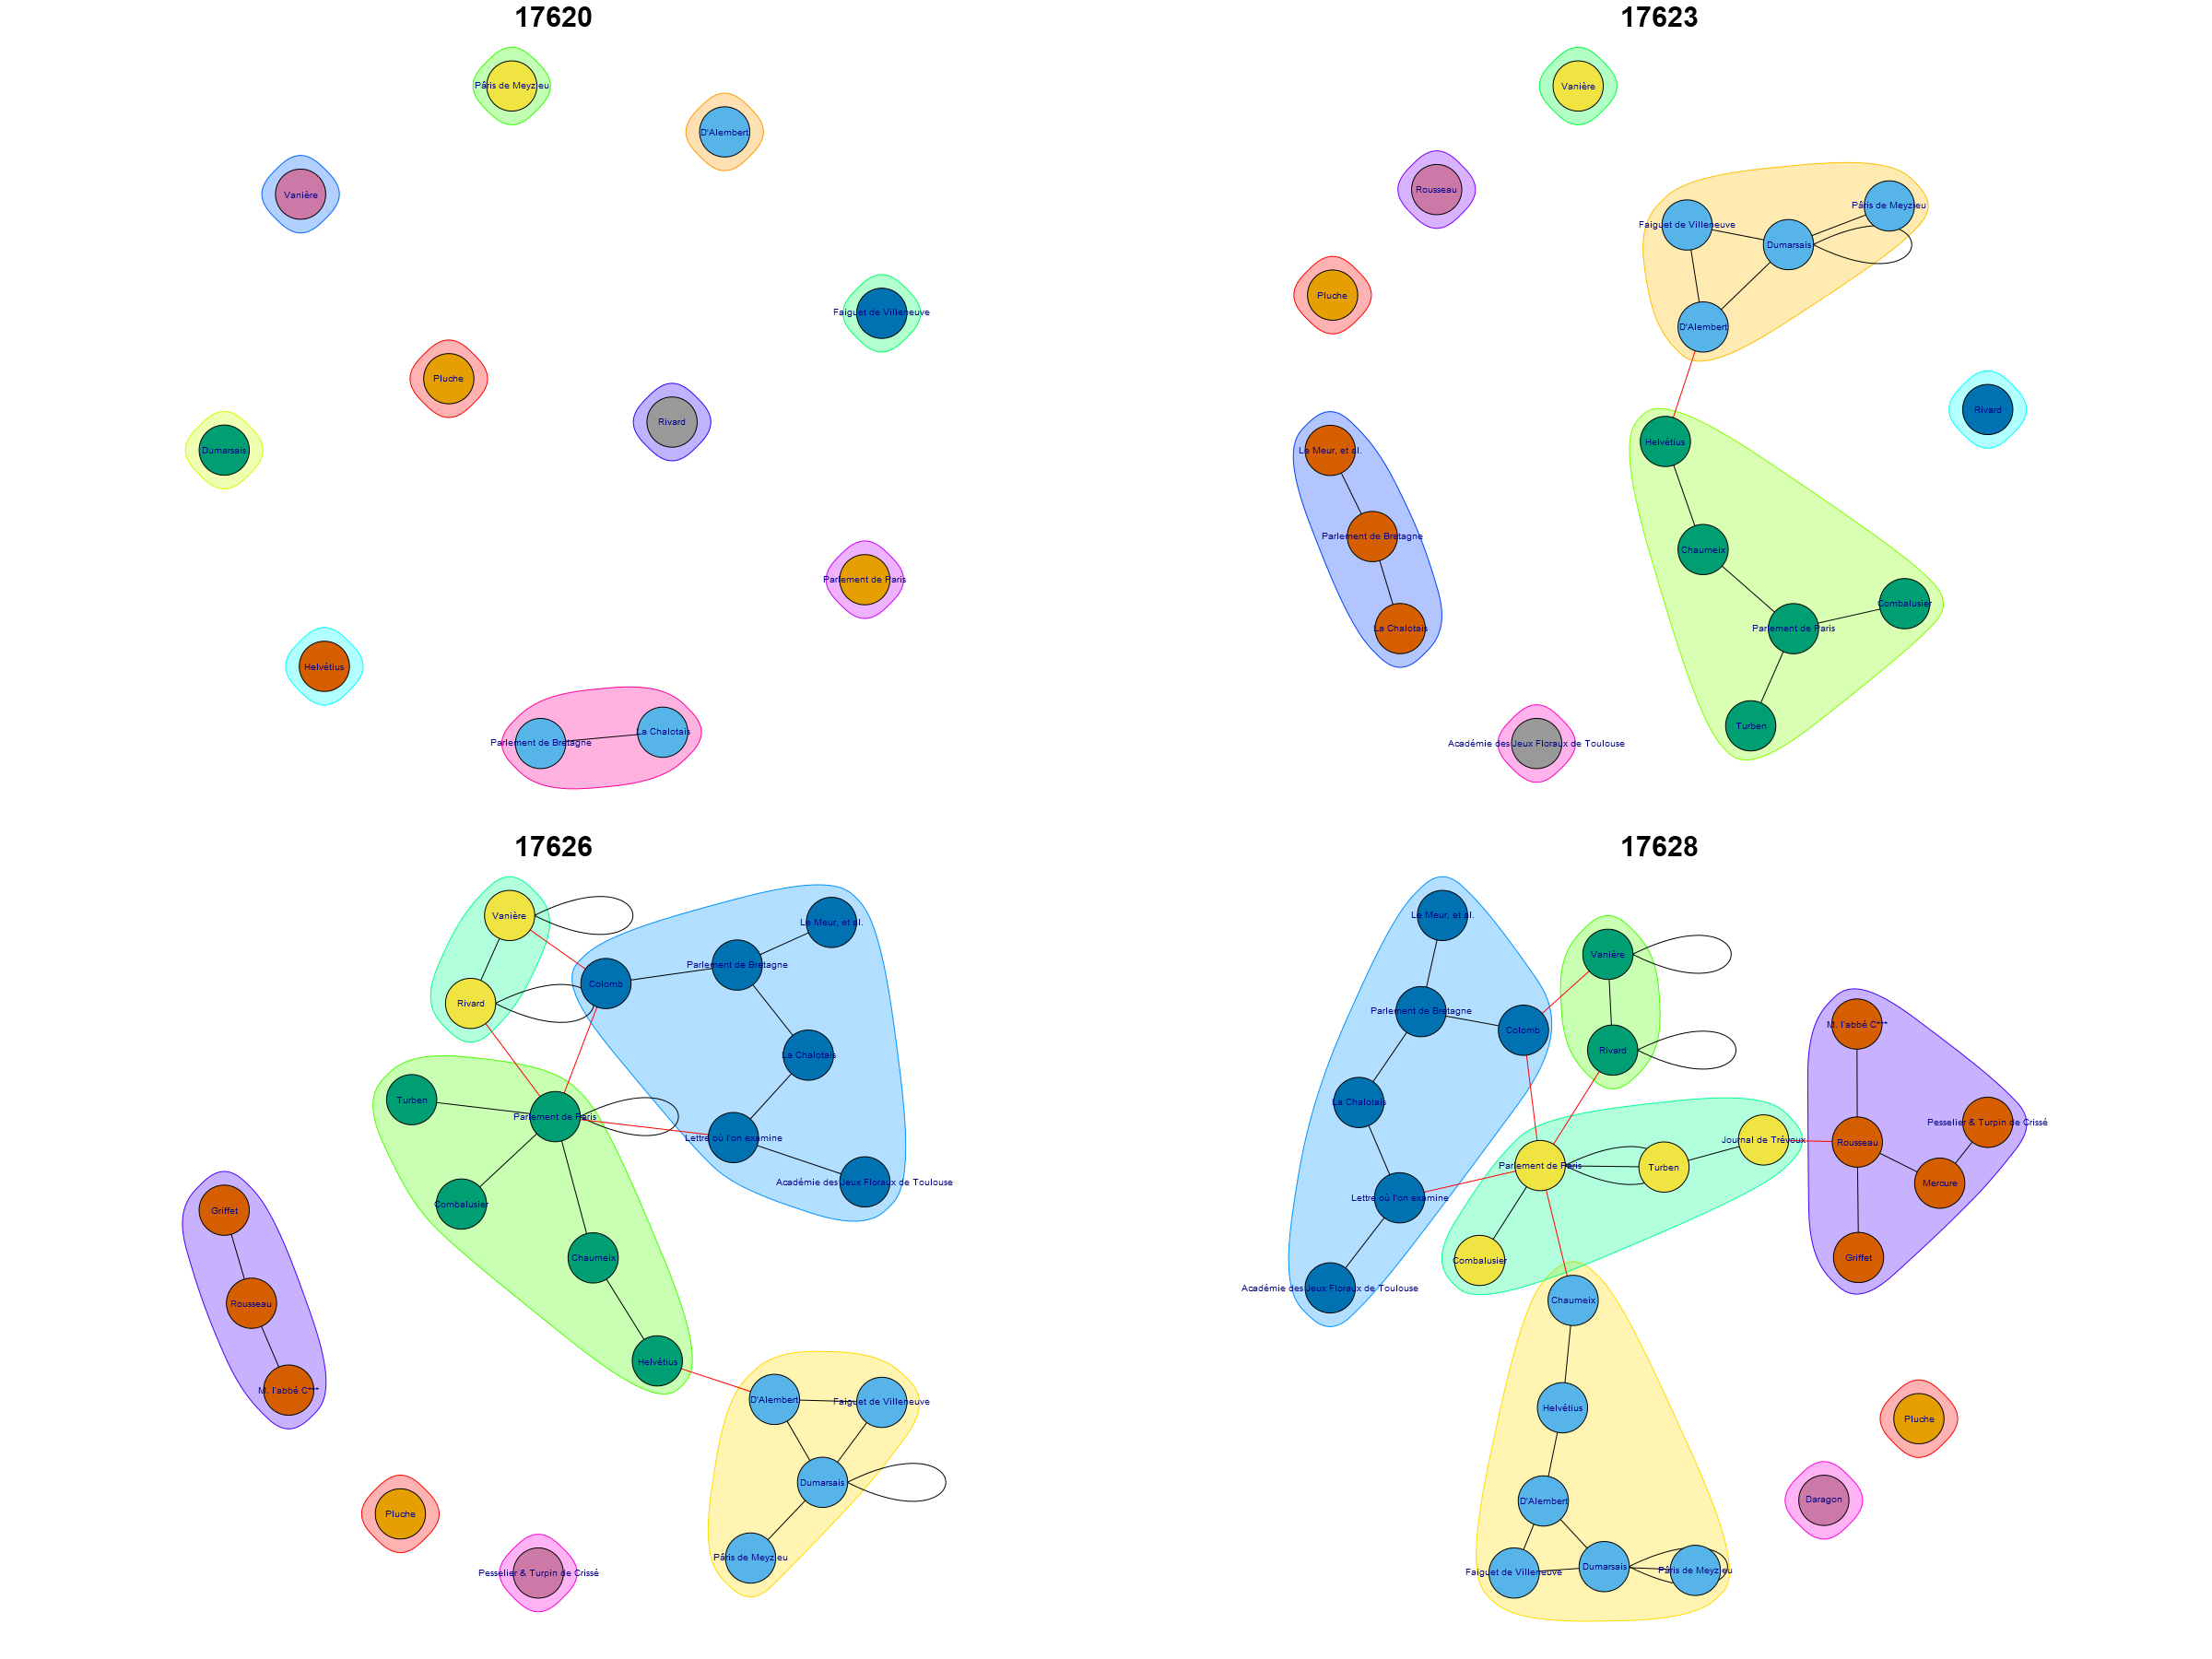 17620
Pâris de Meyzieu
D'Alembert
Vanière
Faiguet de Villeneuve
Pluche
Rivard
Dumarsais
Parlement de Paris
Helvétius
La Chalotais
Parlement de Bretagne
17623
Vanière
Rousseau
Pâris de Meyzieu
Faiguet de Villeneuve
Dumarsais
Pluche
D'Alembert
Rivard
Helvétius
Le Meur, et al.
Parlement de Bretagne
Chaumeix
Combalusier
La Chalotais
Parlement de Paris
Turben
Académie des Jeux Floraux de Toulouse
17626
Vanière
Le Meur, et al.
Parlement de Bretagne
Colomb
Rivard
La Chalotais
Turben
Parlement de Paris
Lettre où l'on examine
Académie des Jeux Floraux de Toulouse
Combalusier
Griffet
Chaumeix
Rousseau
Helvétius
M. l'abbé C***
D'Alembert
Faiguet de Villeneuve
Dumarsais
Pluche
Pâris de Meyzieu
Pesselier & Turpin de Crissé
17628
Le Meur, et al.
Vanière
Parlement de Bretagne
M. l'abbé C***
Colomb
Rivard
La Chalotais
Pesselier & Turpin de Crissé
Journal de Trévoux
Rousseau
Parlement de Paris
Turben
Mercure
Lettre où l'on examine
Combalusier
Griffet
Académie des Jeux Floraux de Toulouse
Chaumeix
Helvétius
Pluche
D'Alembert
Daragon
Faiguet de Villeneuve
Dumarsais
Pâris de Meyzieu